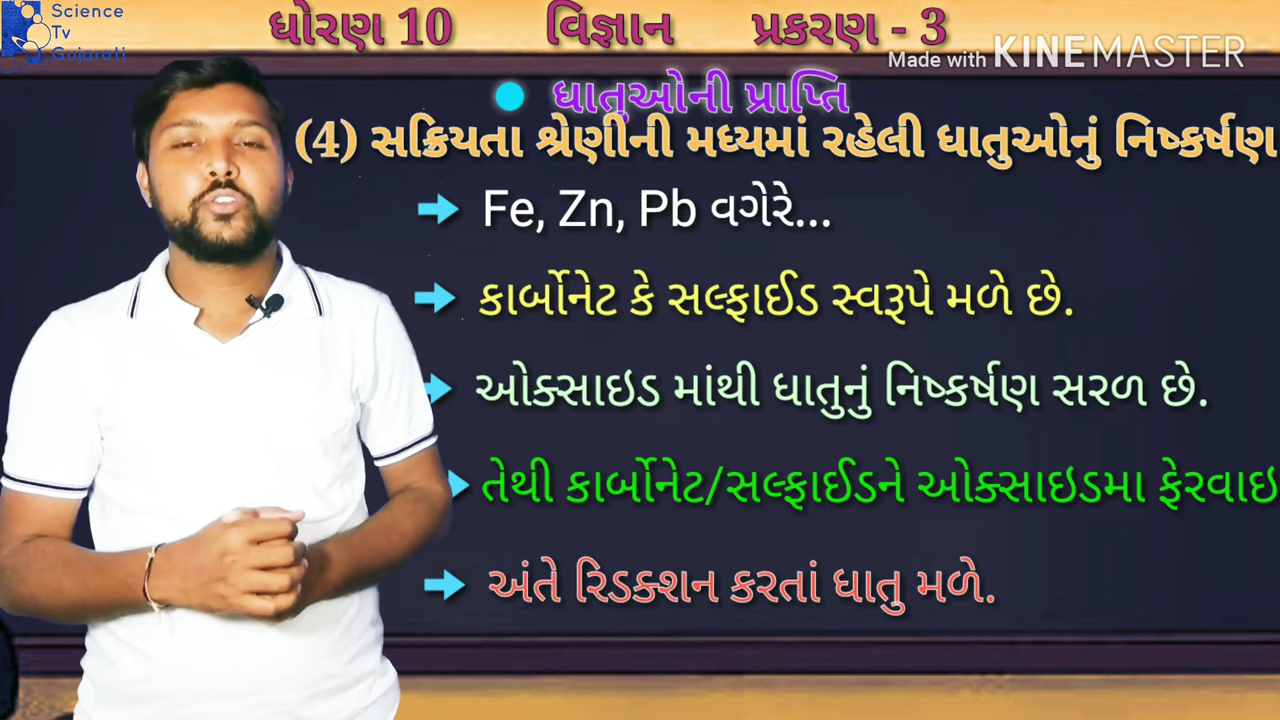 Science
Tv
Gujarati
ધોરણ 10 વિજ્ઞાન પ્રકરણ - 3
Made with KINEMASTER
ધાતુઓની પ્રાપ્તિ
(4) સક્રિયતા શ્રેણીની મધ્યમાં રહેલી ધાતુઓનું નિષ્કર્ષણ
Fe, Zn, Pb વગેરે...
કાર્બોનેટ કે સલ્ફાઈડ સ્વરૂપે મળે છે.
ઓક્સાઇડ માંથી ધાતુનું નિષ્કર્ષણ સરળ છે.
તેથી કાર્બોનેટ/સલ્ફાઈડને ઓક્સાઇડમા ફેરવાઇ
અંતે રિડક્શન કરતાં ધાતુ મળે.